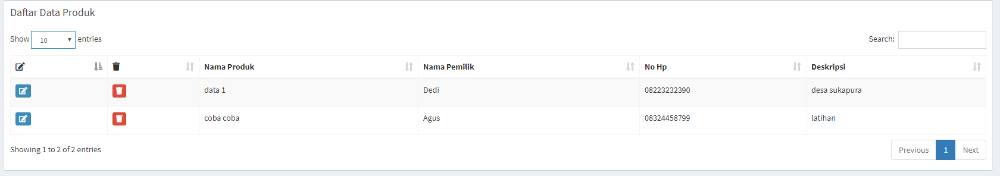 Daftar Data Produk
Show 10 entries Search:
Nama Produk Nama Pemilik No Hp Deskripsi
data 1 Dedi 08223232390 desa sukapura
coba coba Agus 08324458799 latihan
Showing 1 to 2 of 2 entries Previous 1 Next